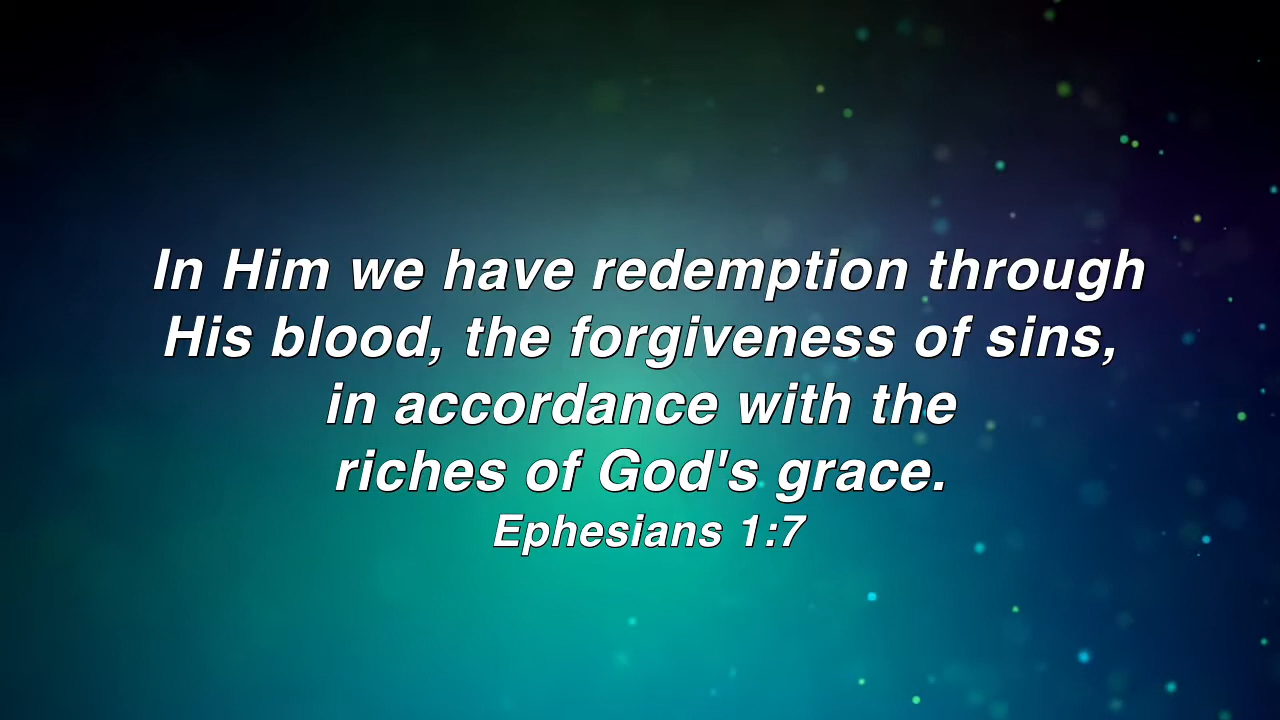 In Him we have redemption through
His blood, the forgiveness of sins,
in accordance with the
riches of God's grace.
Ephesians 1:7